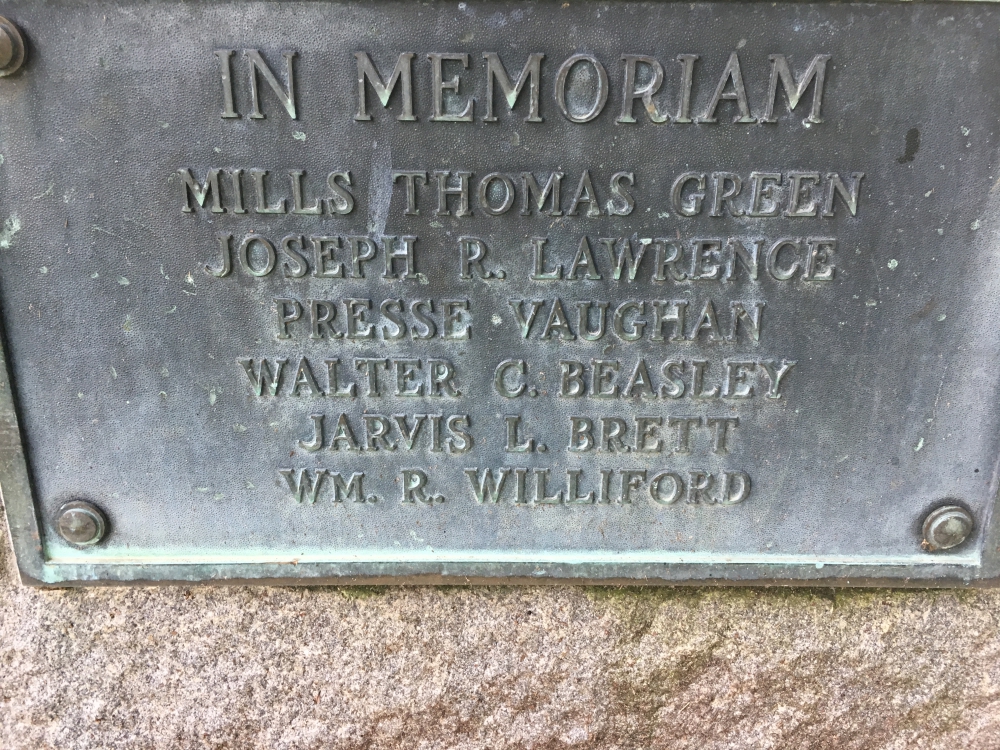 IN MEMORIAM
MILLS THOMAS GREEN
JOSEPH R. LAWRENCE
PRESSE VAUGHAN
WALTER C. BEASLEY
JARVIS L. BRETT
WM. R. WILLIFORD